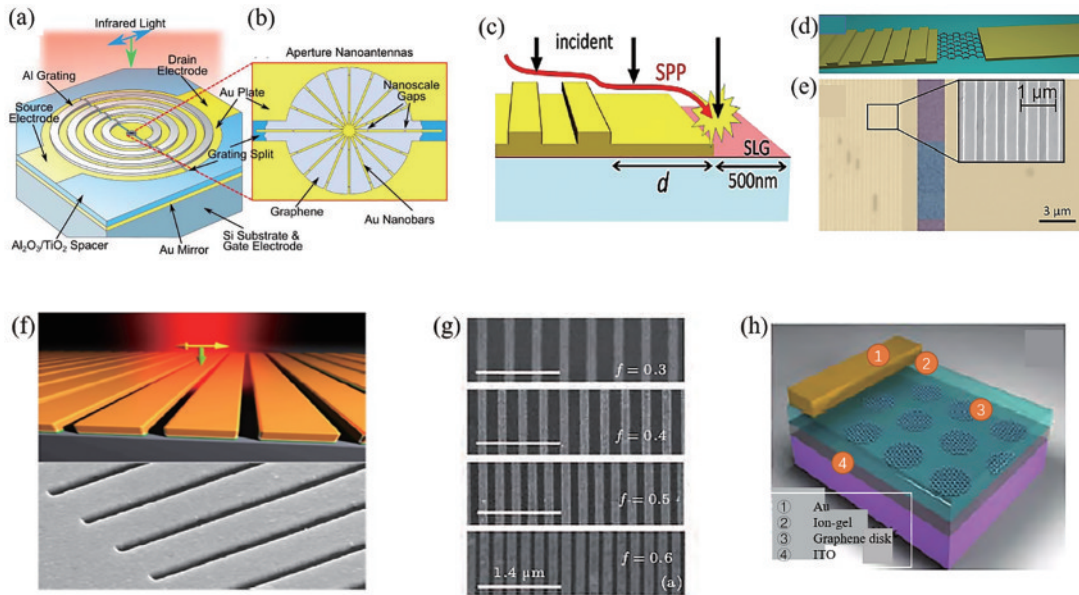 (a)
Infrared Light
Al Grating
Drain
Electrode
Source
Electrode
Au Plate
Grating Split
Al₂O₃/TiO₂ Spacer
Au Mirror
Si Substrate &
Gate Electrode
(b)
Aperture Nanoantennas
Nanoscale
Gaps
Graphene
Au Nanobars
(c)
incident
SPP
SLG
d
500nm
(d)
(e)
1 μm
3 μm
(f)
(g)
f = 0.3
f = 0.4
f = 0.5
f = 0.6
1.4 μm
(a)
(h)
1
2
3
4
① Au
② Ion-gel
③ Graphene disk
④ ITO